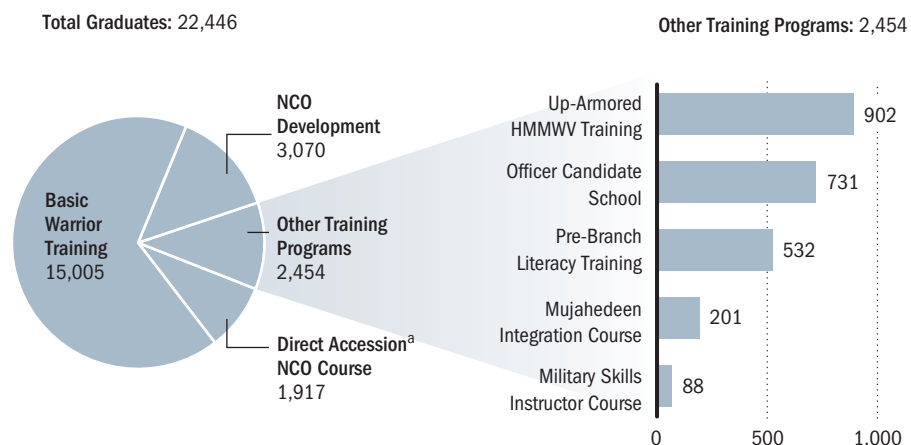 Total Graduates: 22,446
Other Training Programs: 2,454
NCO
Development
3,070
Basic
Warrior
Training
15,005
Other Training
Programs
2,454
Direct Accessionª
NCO Course
1,917
Up-Armored
HMMWV Training
902
Officer Candidate
School
731
Pre-Branch
Literacy Training
532
Mujahedeen
Integration Course
201
Military Skills
Instructor Course
88
0
500
1,000